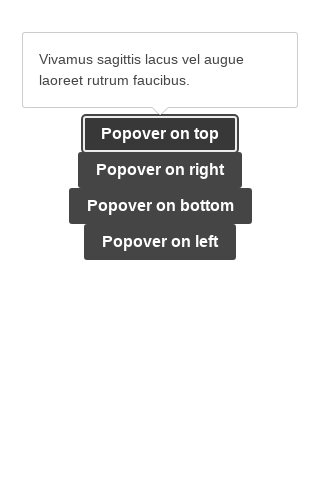 Vivamus sagittis lacus vel augue
laoreet rutrum faucibus.
Popover on top
Popover on right
Popover on bottom
Popover on left